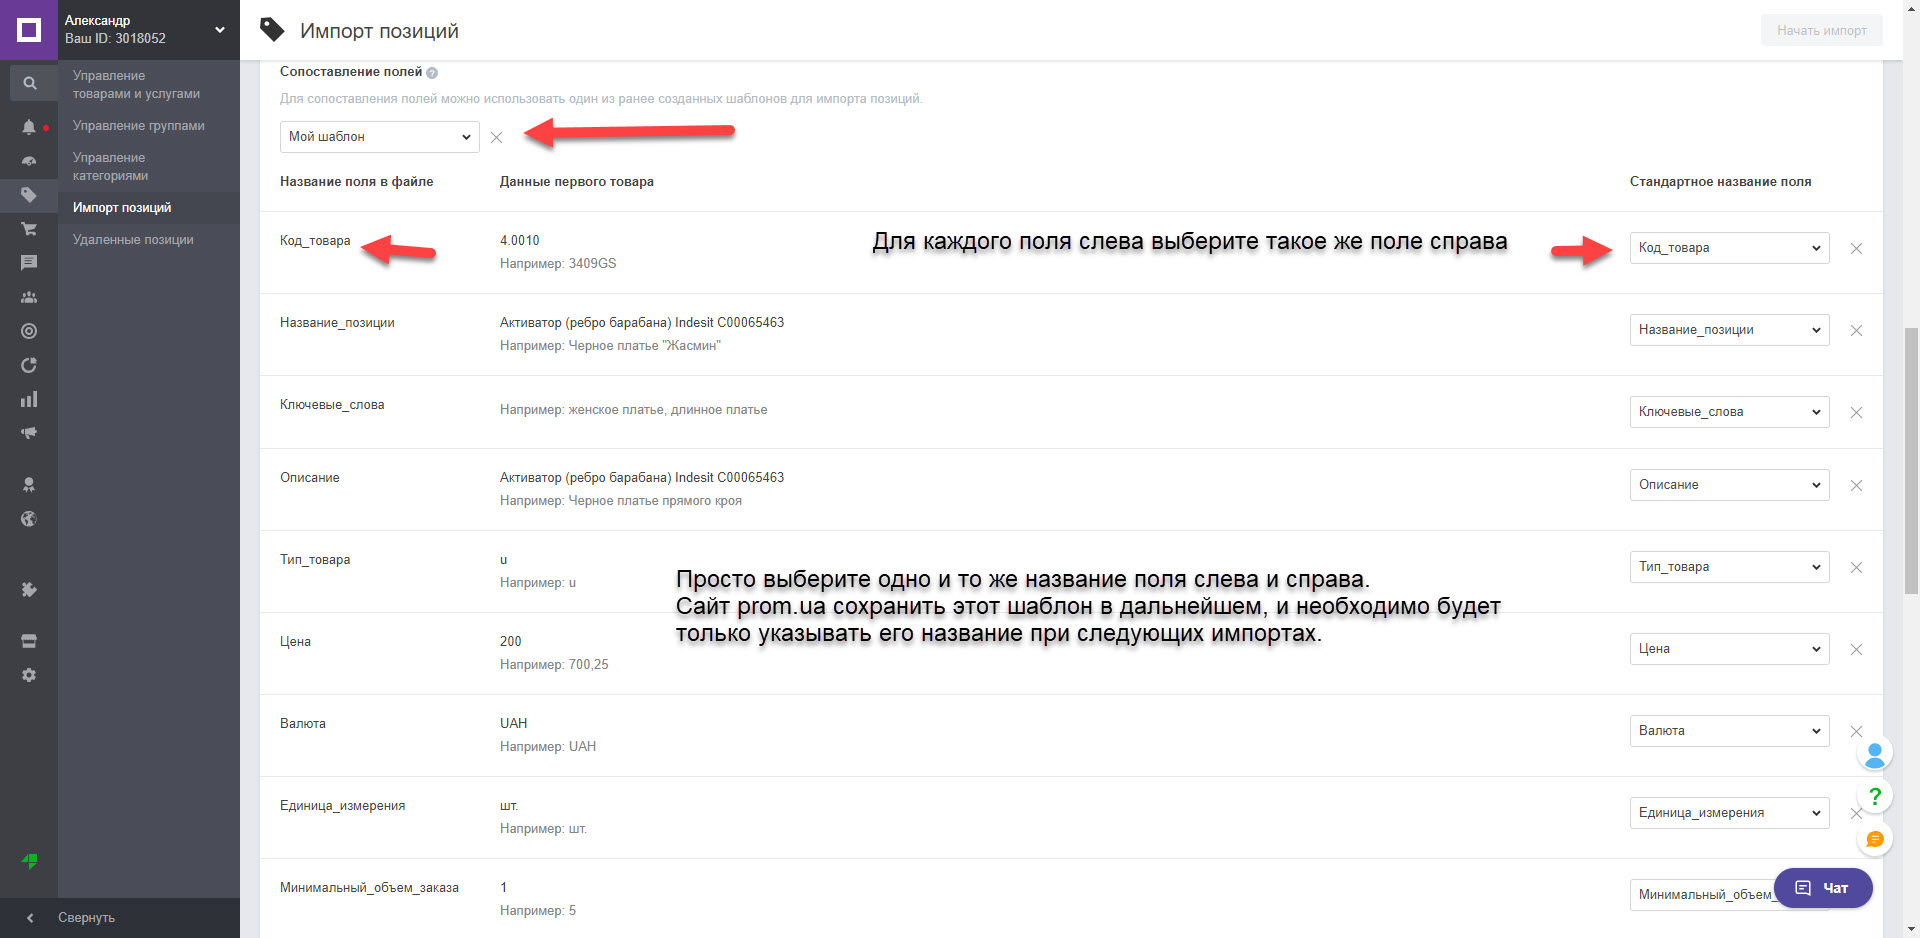 Александр
Ваш ID: 3018052
Импорт позиций
Начать импорт
Управление
товарами и услугами
Управление группами
Управление
категориями
Импорт позиций
Удаленные позиции
Свернуть
Сопоставление полей ?
Для сопоставления полей можно использовать один из ранее созданных шаблонов для импорта позиций.
Мой шаблон
Название поля в файле Данные первого товара Стандартное название поля
Код_товара 4.0010 Для каждого поля слева выберите такое же поле справа Код_товара
Например: 3409GS
Название_позиции Активатор (ребро барабана) Indesit C00065463 Название_позиции
Например: Черное платье "Жасмин"
Ключевые_слова Например: женское платье, длинное платье Ключевые_слова
Описание Активатор (ребро барабана) Indesit C00065463 Описание
Например: Черное платье прямого кроя
Тип_товара u Тип_товара
Например: u
Просто выберите одно и то же название поля слева и справа.
Сайт prom.ua сохранить этот шаблон в дальнейшем, и необходимо будет
только указывать его название при следующих импортах.
Цена 200 Цена
Например: 700,25
Валюта UAH Валюта
Например: UAH
Единица_измерения шт. Единица_измерения
Например: шт.
?
Минимальный_объем_заказа 1 Минимальный_объем_
Например: 5
Чат